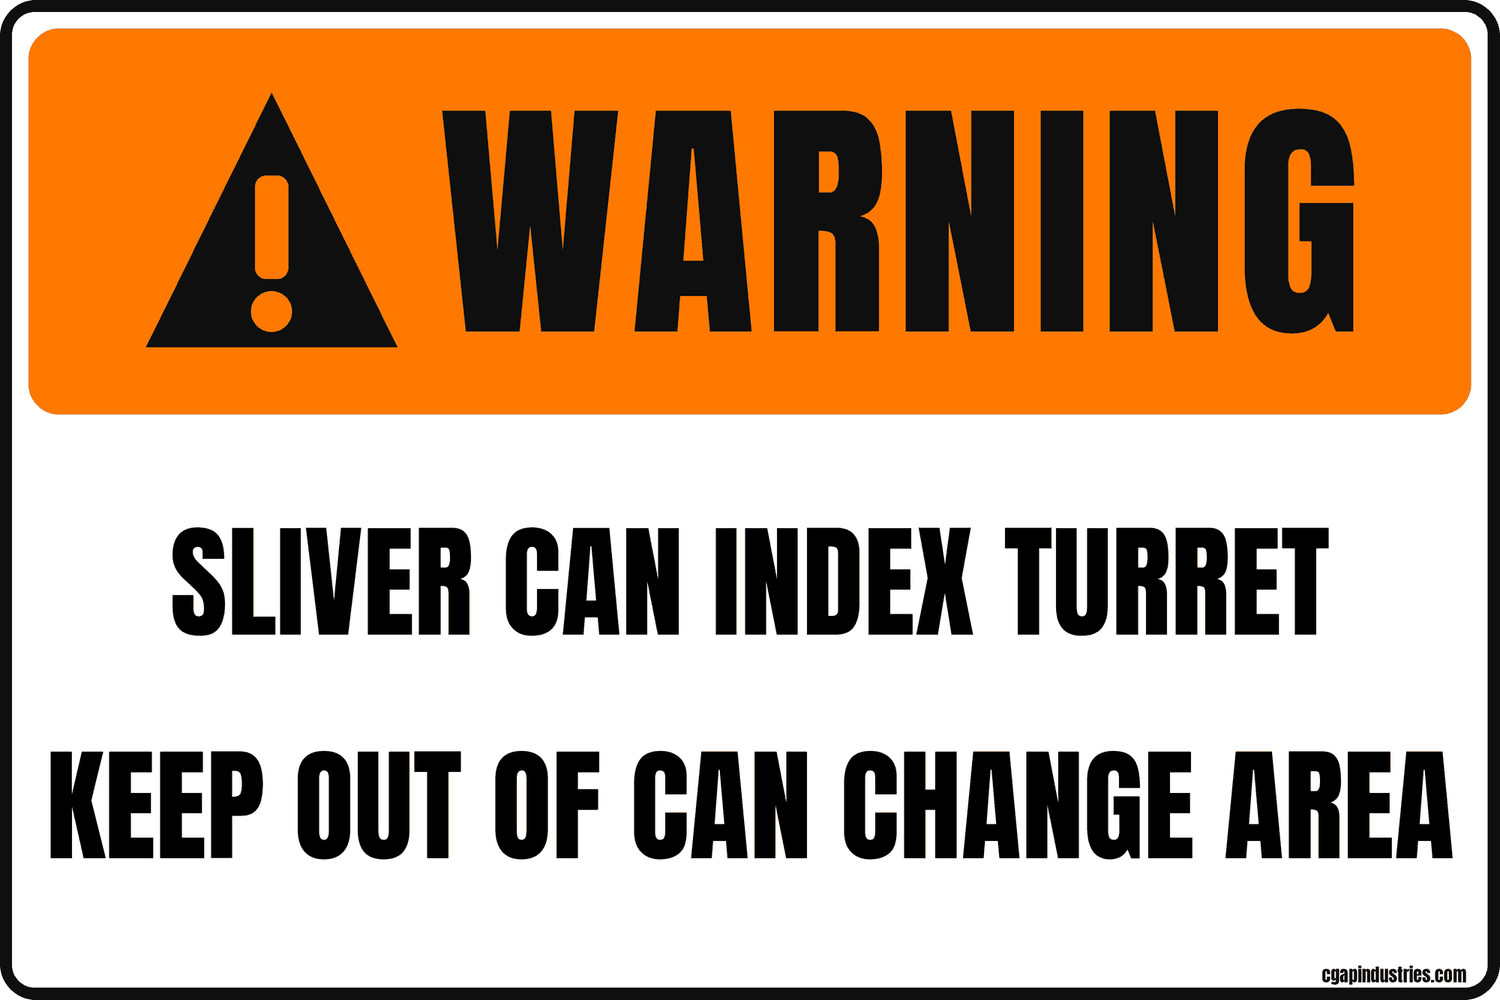 WARNING
SLIVER CAN INDEX TURRET
KEEP OUT OF CAN CHANGE AREA
cgapindustries.com